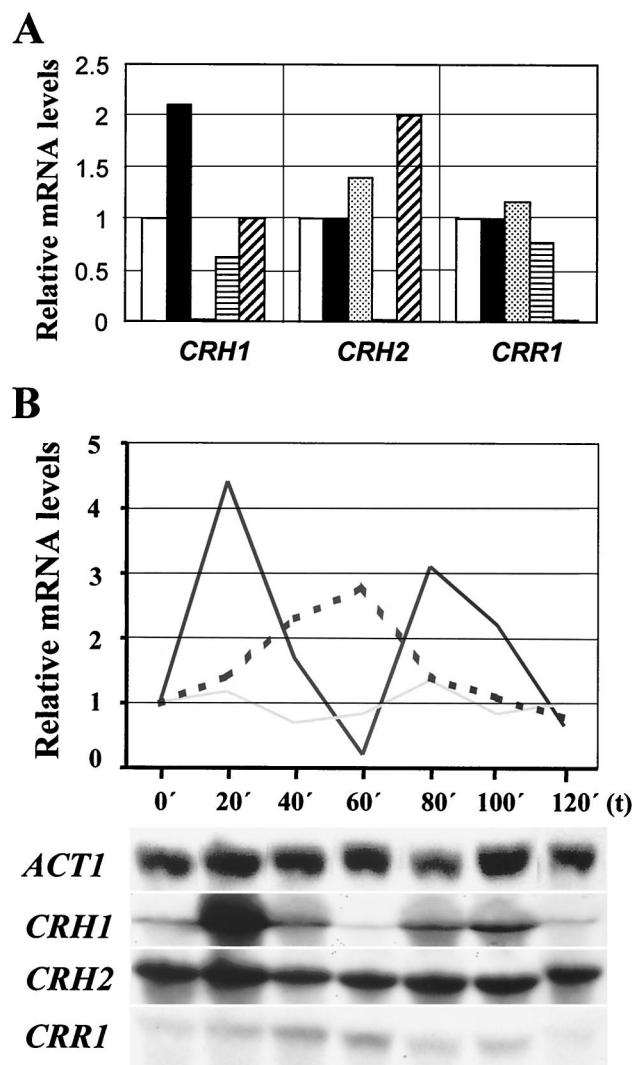 A
Relative mRNA levels
2.5
2
1.5
1
0.5
0
CRH1 CRH2 CRR1
B
Relative mRNA levels
5
4
3
2
1
0
0´ 20´ 40´ 60´ 80´ 100´ 120´ (t)
ACT1
CRH1
CRH2
CRR1